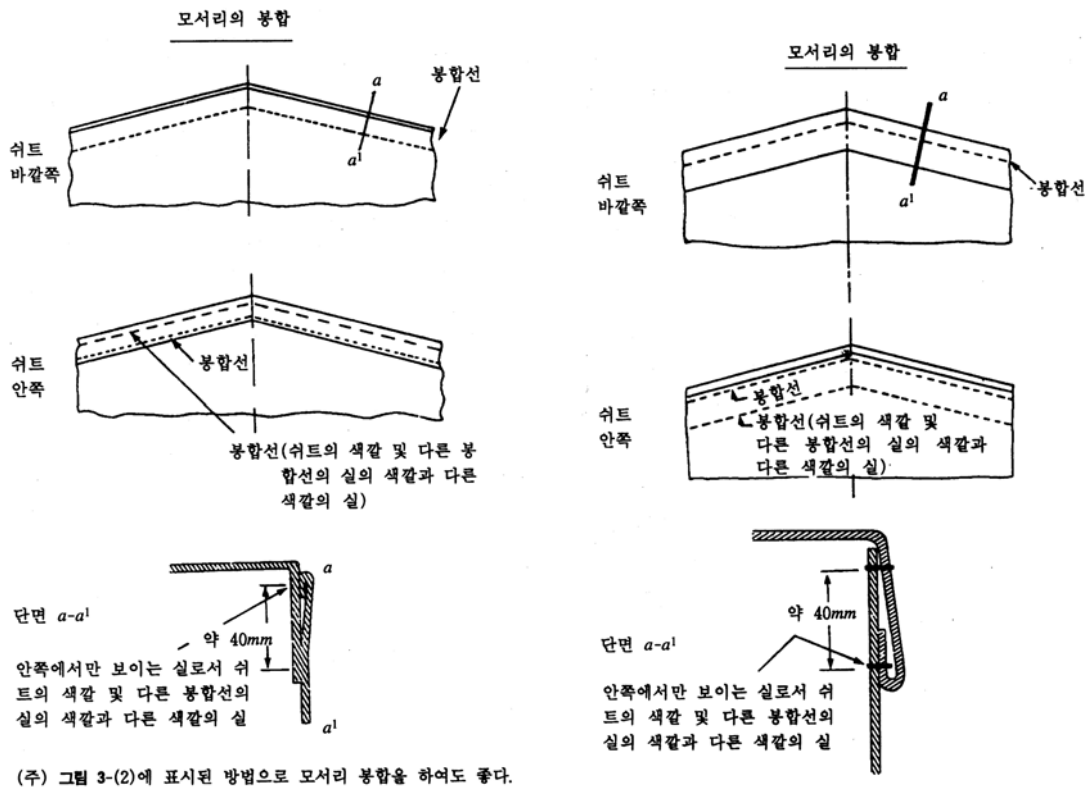 모서리의 봉합
a
봉합선
a1
쉬트
바깥쪽
쉬트
안쪽
봉합선
봉합선(쉬트의 색깔 및 다른 봉
합선의 실의 색깔과 다른
색깔의 실)
단면 a-a1
a
약 40mm
안쪽에서만 보이는 실로서 쉬
트의 색깔 및 다른 봉합선의
실의 색깔과 다른 색깔의 실
a1
(주) 그림 3-(2)에 표시된 방법으로 모서리 봉합을 하여도 좋다.
모서리의 봉합
a
쉬트
바깥쪽
a1
봉합선
쉬트
안쪽
봉합선
봉합선(쉬트의 색깔 및
다른 봉합선의 실의 색깔과
다른 색깔의 실)
약 40mm
단면 a-a1
안쪽에서만 보이는 실로서 쉬
트의 색깔 및 다른 봉합선의
실의 색깔과 다른 색깔의 실